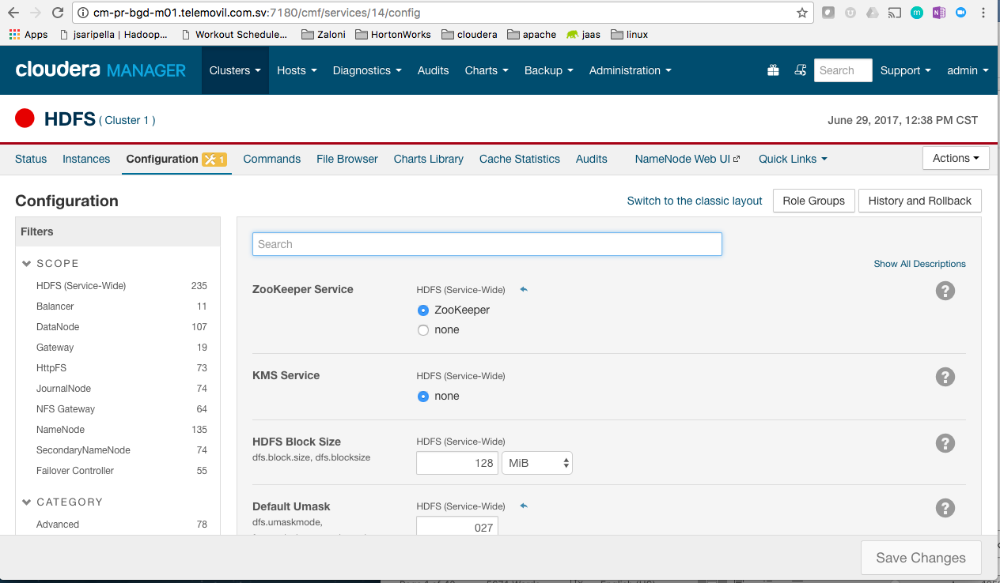 cm-pr-bgd-m01.telemovil.com.sv:7180/cmf/services/14/config
Apps jsaripella | Hadoop... Workout Schedule... Zaloni HortonWorks cloudera apache jaas linux
cloudera MANAGER Clusters Hosts Diagnostics Audits Charts Backup Administration Search Support admin
HDFS ( Cluster 1 ) June 29, 2017, 12:38 PM CST
Status Instances Configuration 1 Commands File Browser Charts Library Cache Statistics Audits NameNode Web UI Quick Links Actions
Configuration Switch to the classic layout Role Groups History and Rollback
Filters
SCOPE
HDFS (Service-Wide) 235
Balancer 11
DataNode 107
Gateway 19
HttpFS 73
JournalNode 74
NFS Gateway 64
NameNode 135
SecondaryNameNode 74
Failover Controller 55
CATEGORY
Advanced 78
Search
Show All Descriptions
ZooKeeper Service HDFS (Service-Wide) ?
ZooKeeper
none
KMS Service HDFS (Service-Wide) ?
none
HDFS Block Size HDFS (Service-Wide) ?
dfs.block.size, dfs.blocksize 128 MiB
Default Umask HDFS (Service-Wide) ?
dfs.umaskmode, 027
Save Changes